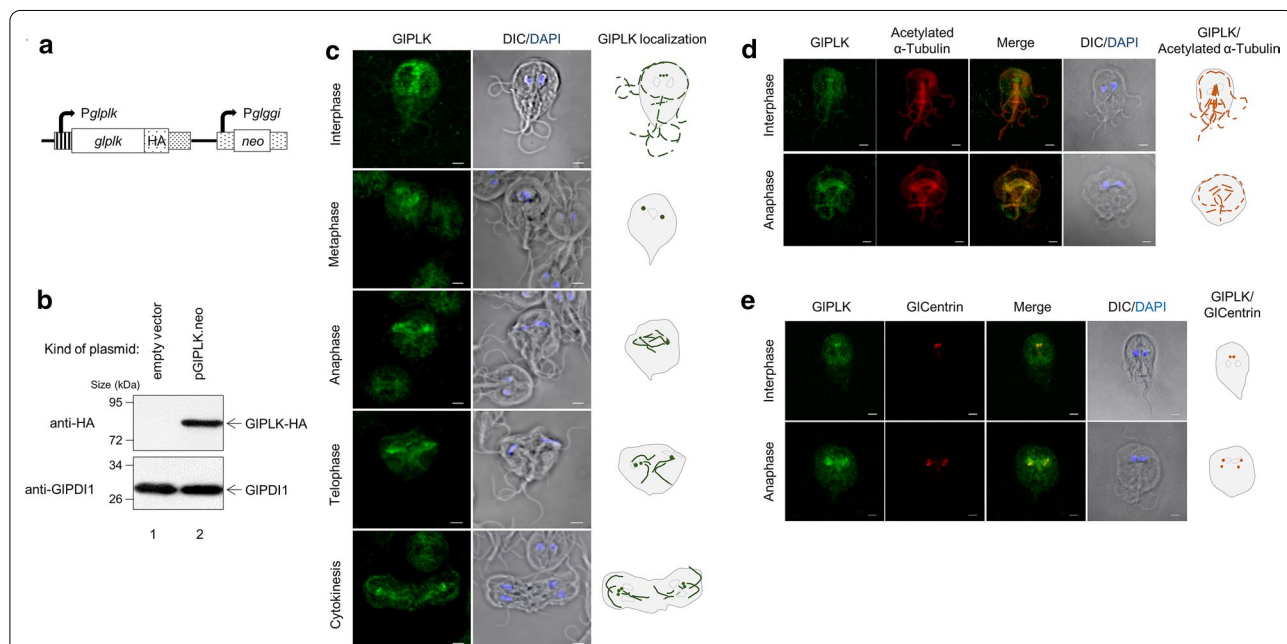 a
Pglplk
Pglggi
glplk
HA
neo
b
Kind of plasmid:
empty vector
pGlPLK.neo
Size (kDa)
95
anti-HA
GlPLK-HA
72
34
anti-GlPDI1
GlPDI1
26
1
2
c
GlPLK
DIC/DAPI
GlPLK localization
Interphase
Metaphase
Anaphase
Telophase
Cytokinesis
d
GlPLK
Acetylated
α-Tubulin
Merge
DIC/DAPI
GlPLK/
Acetylated α-Tubulin
Interphase
Anaphase
e
GlPLK
GlCentrin
Merge
DIC/DAPI
GlPLK/
GlCentrin
Interphase
Anaphase